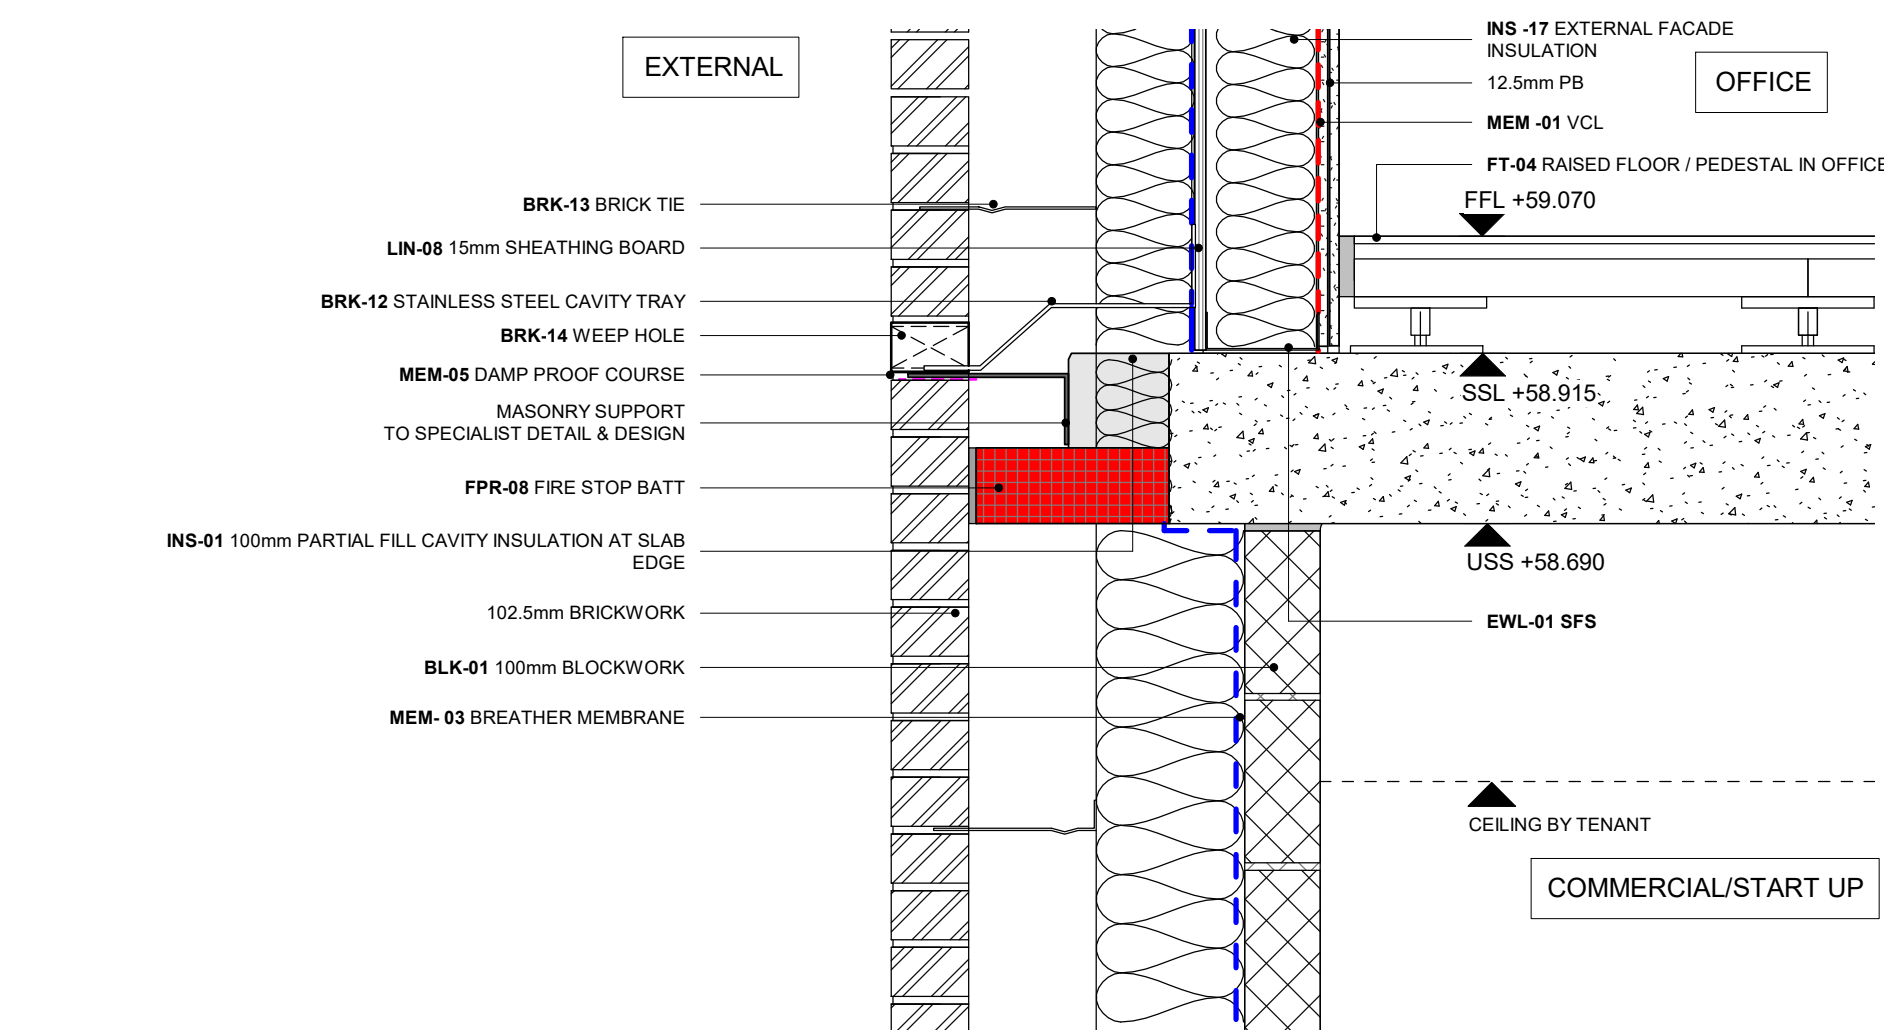 EXTERNAL
BRK-13 BRICK TIE
LIN-08 15mm SHEATHING BOARD
BRK-12 STAINLESS STEEL CAVITY TRAY
BRK-14 WEEP HOLE
MEM-05 DAMP PROOF COURSE
MASONRY SUPPORT
TO SPECIALIST DETAIL & DESIGN
FPR-08 FIRE STOP BATT
INS-01 100mm PARTIAL FILL CAVITY INSULATION AT SLAB
EDGE
102.5mm BRICKWORK
BLK-01 100mm BLOCKWORK
MEM- 03 BREATHER MEMBRANE
INS -17 EXTERNAL FACADE
INSULATION
OFFICE
12.5mm PB
MEM -01 VCL
FT-04 RAISED FLOOR / PEDESTAL IN OFFICE
FFL +59.070
SSL +58.915
USS +58.690
EWL-01 SFS
CEILING BY TENANT
COMMERCIAL/START UP